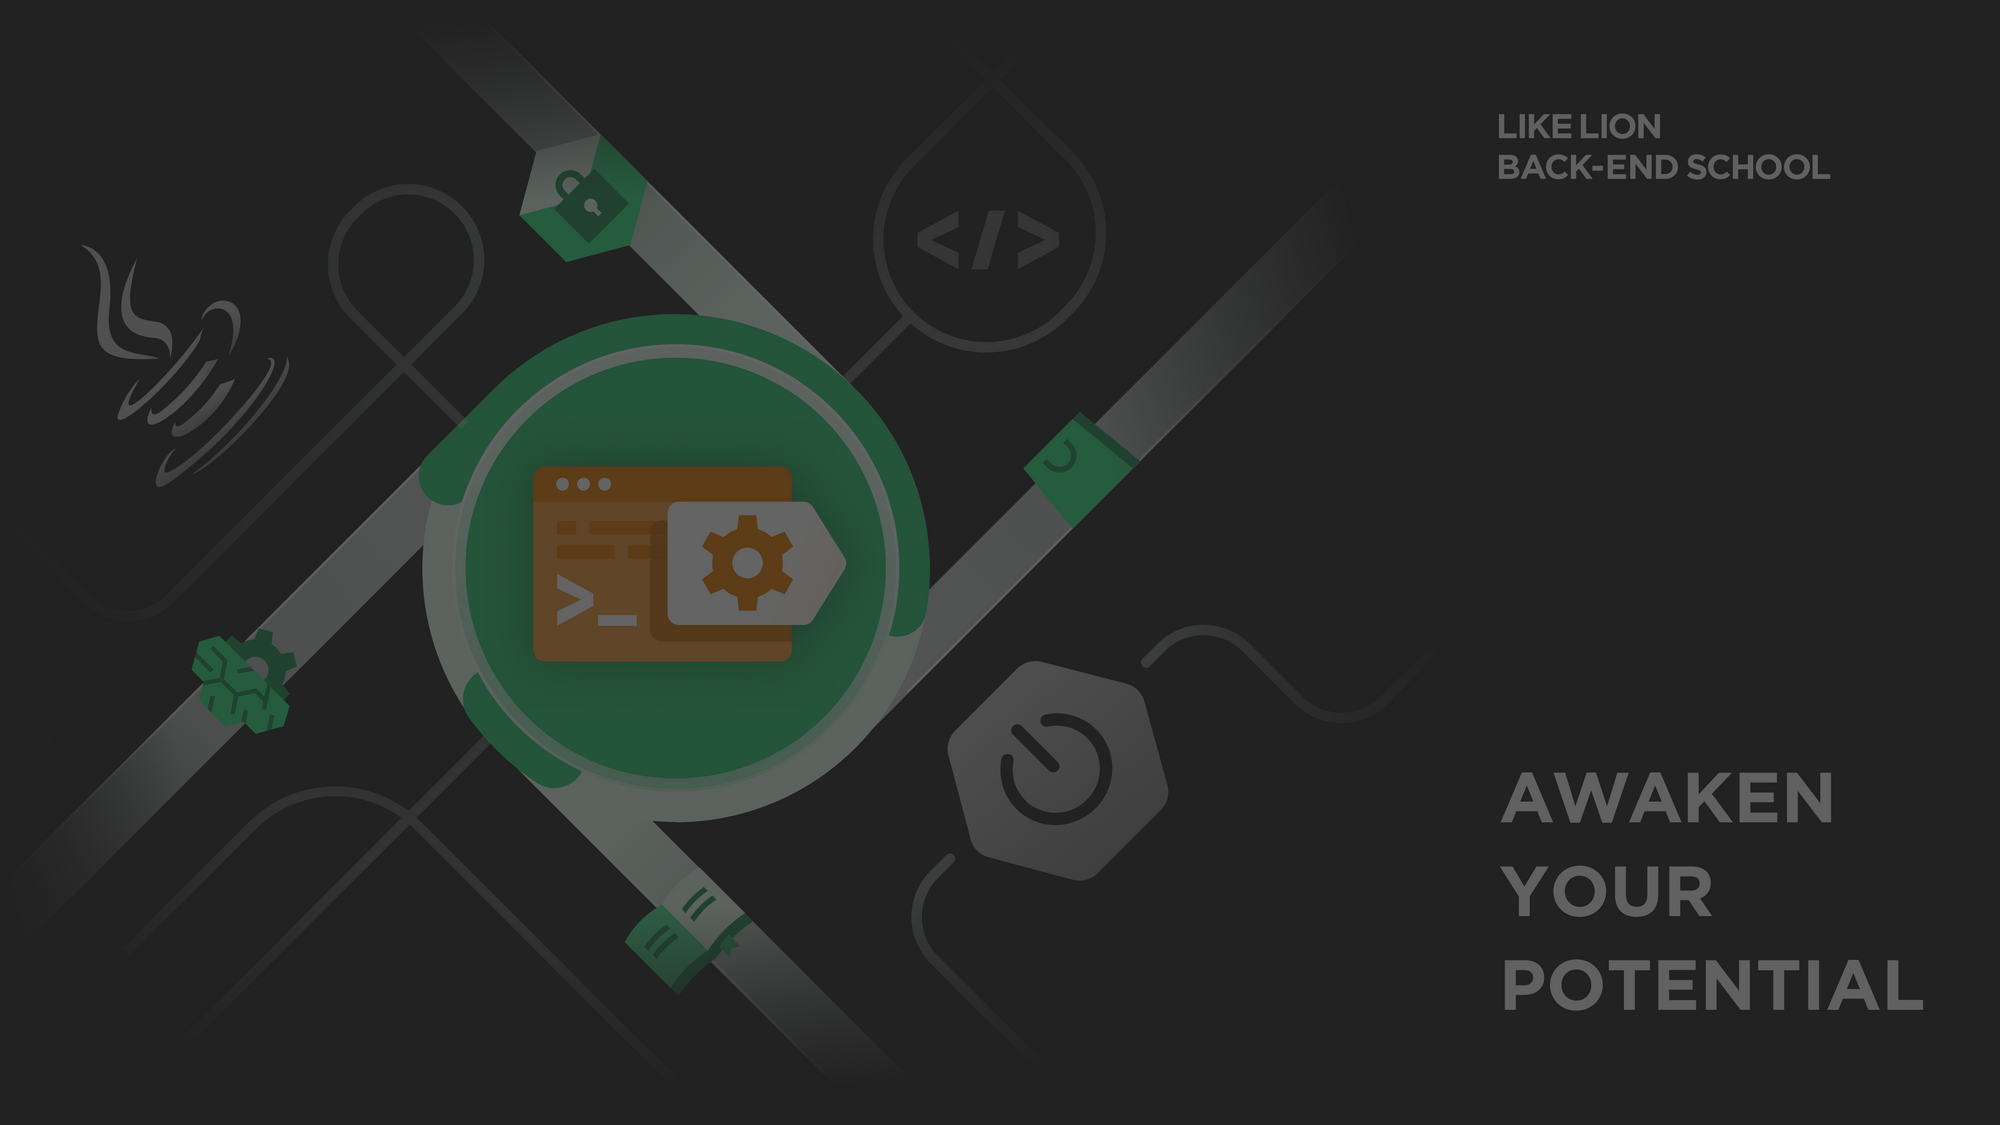 LIKE LION
BACK-END SCHOOL
</>
>_
AWAKEN
YOUR
POTENTIAL